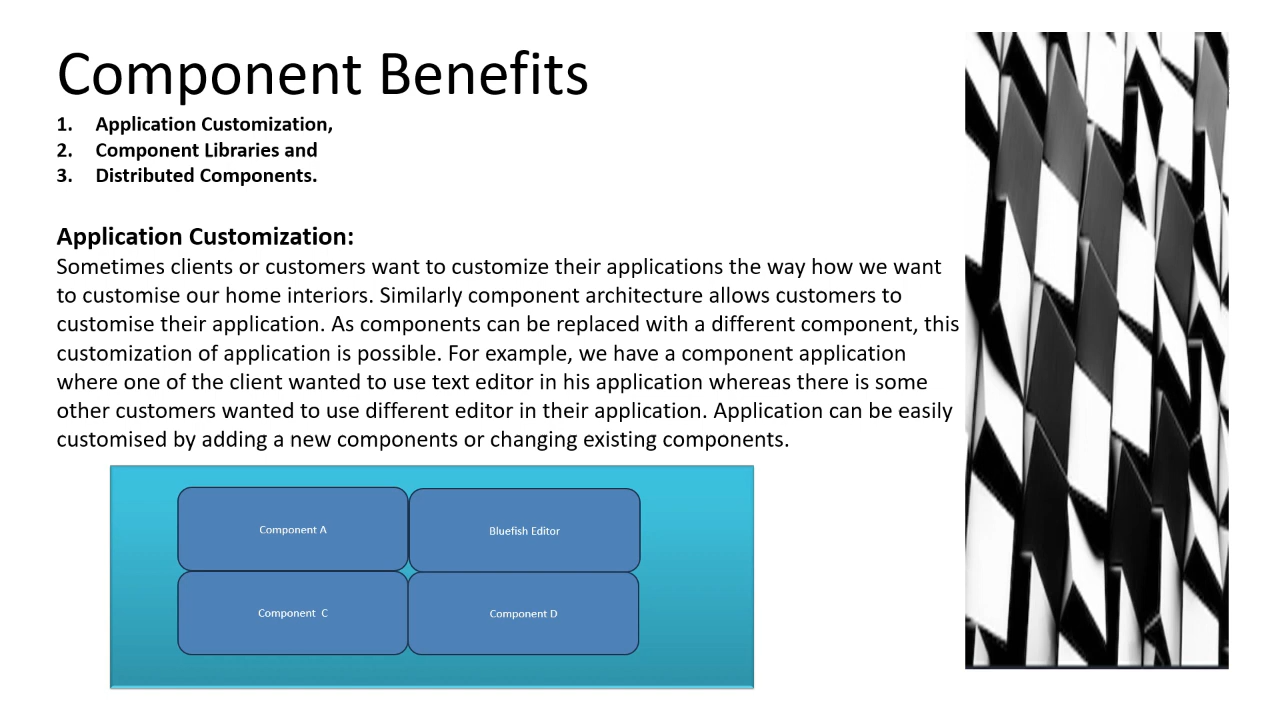 Component Benefits
1. Application Customization,
2. Component Libraries and
3. Distributed Components.
Application Customization:
Sometimes clients or customers want to customize their applications the way how we want
to customise our home interiors. Similarly component architecture allows customers to
customise their application. As components can be replaced with a different component, this
customization of application is possible. For example, we have a component application
where one of the client wanted to use text editor in his application whereas there is some
other customers wanted to use different editor in their application. Application can be easily
customised by adding a new components or changing existing components.
Component A
Bluefish Editor
Component C
Component D